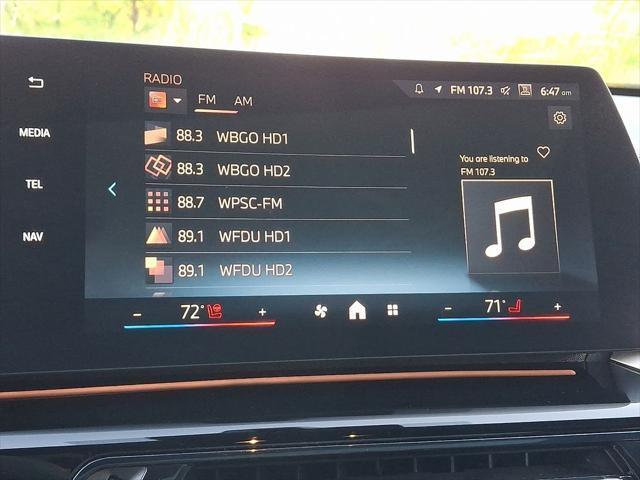 RADIO
FM AM
FM 107.3 6:47 am
MEDIA
TEL
NAV
88.3 WBGO HD1
88.3 WBGO HD2
88.7 WPSC-FM
89.1 WFDU HD1
89.1 WFDU HD2
You are listening to
FM 107.3
− 72° +
− 71° +